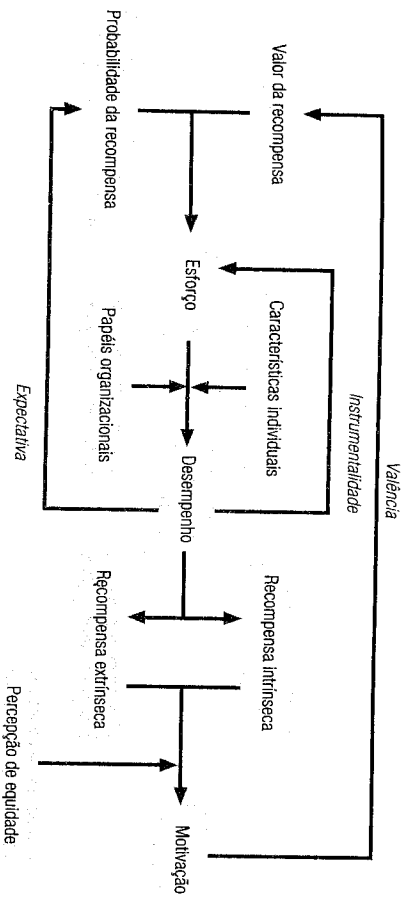 Valência
Instrumentalidade
Valor da recompensa
Características individuais
Recompensa intrínseca
Esforço
Desempenho
Motivação
Probabilidade da recompensa
Papéis organizacionais
Recompensa extrínseca
Percepção de equidade
Expectativa